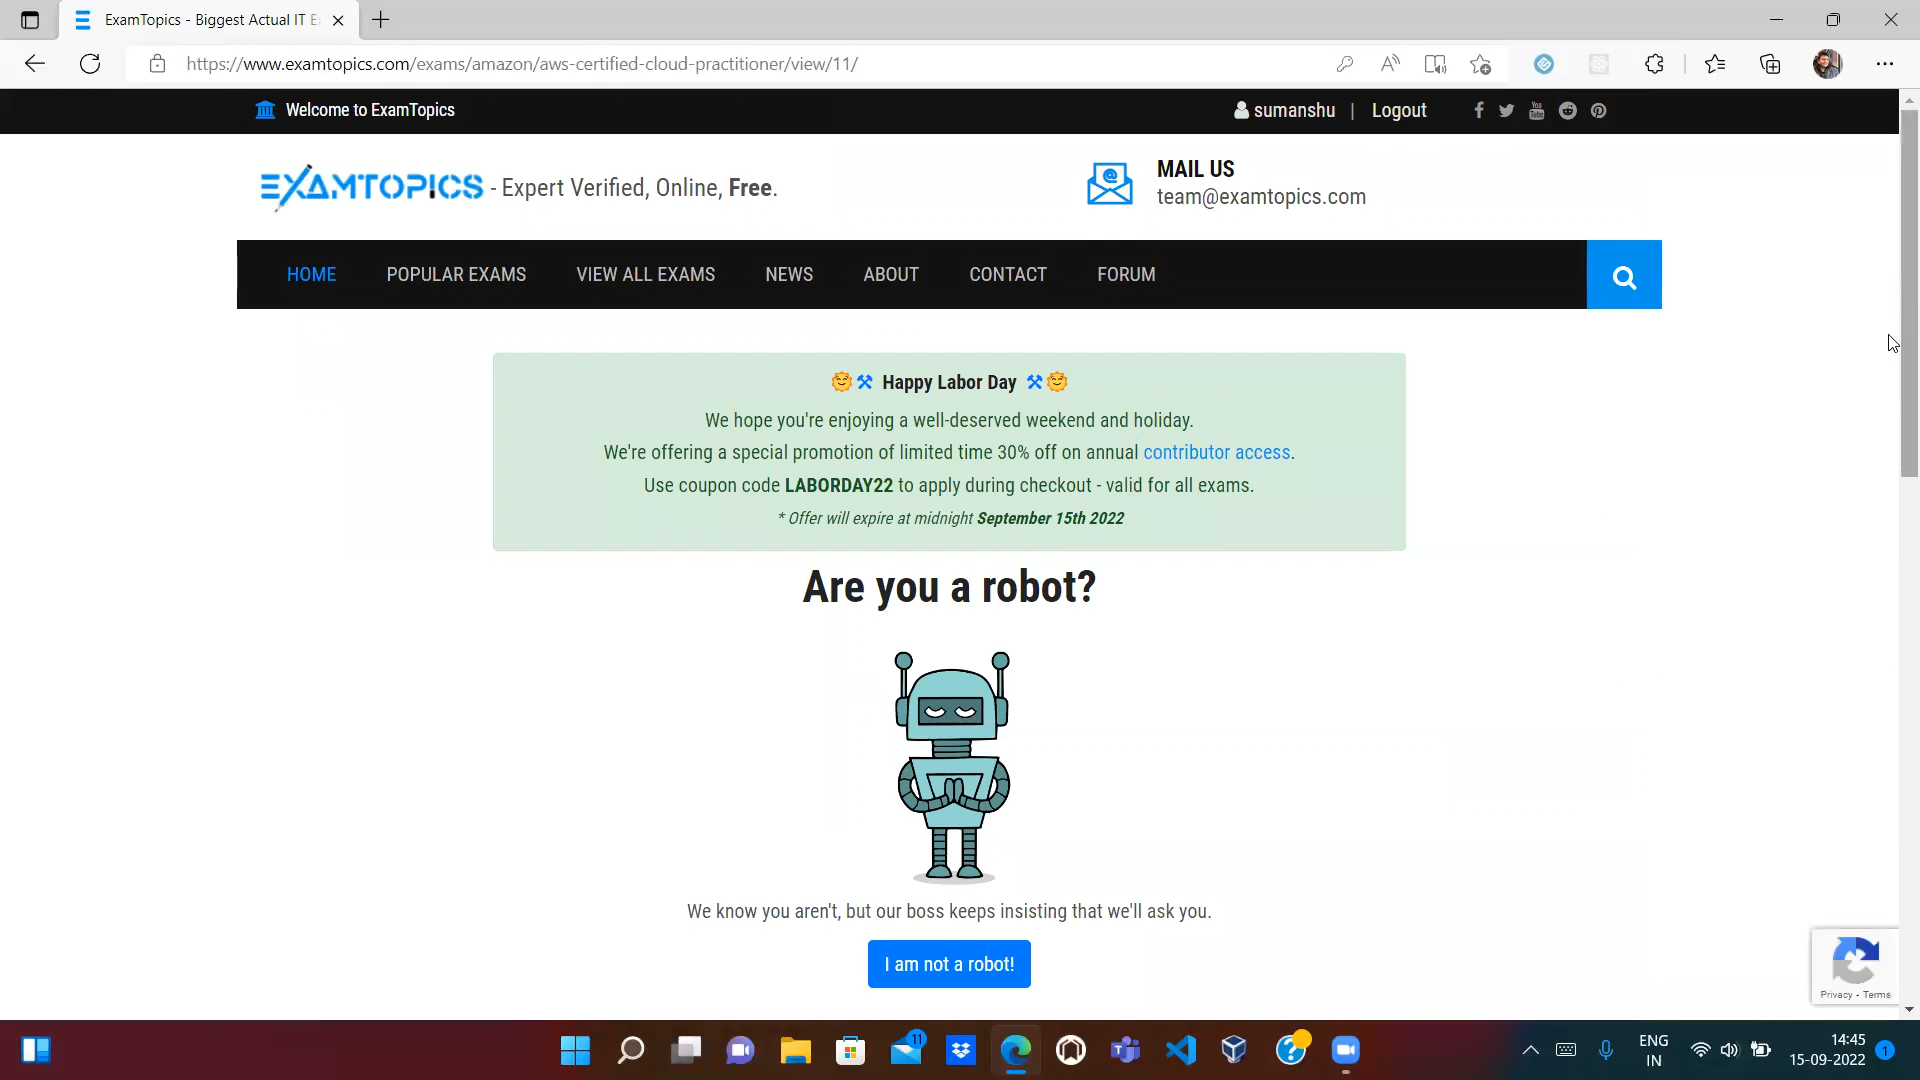 ExamTopics - Biggest Actual IT E
https://www.examtopics.com/exams/amazon/aws-certified-cloud-practitioner/view/11/
Welcome to ExamTopics
sumanshu | Logout
EXAMTOPICS - Expert Verified, Online, Free.
MAIL US
team@examtopics.com
HOME POPULAR EXAMS VIEW ALL EXAMS NEWS ABOUT CONTACT FORUM
Happy Labor Day
We hope you're enjoying a well-deserved weekend and holiday.
We're offering a special promotion of limited time 30% off on annual contributor access.
Use coupon code LABORDAY22 to apply during checkout - valid for all exams.
* Offer will expire at midnight September 15th 2022
Are you a robot?
We know you aren't, but our boss keeps insisting that we'll ask you.
I am not a robot!
Privacy - Terms
11
ENG
IN
14:45
15-09-2022
1